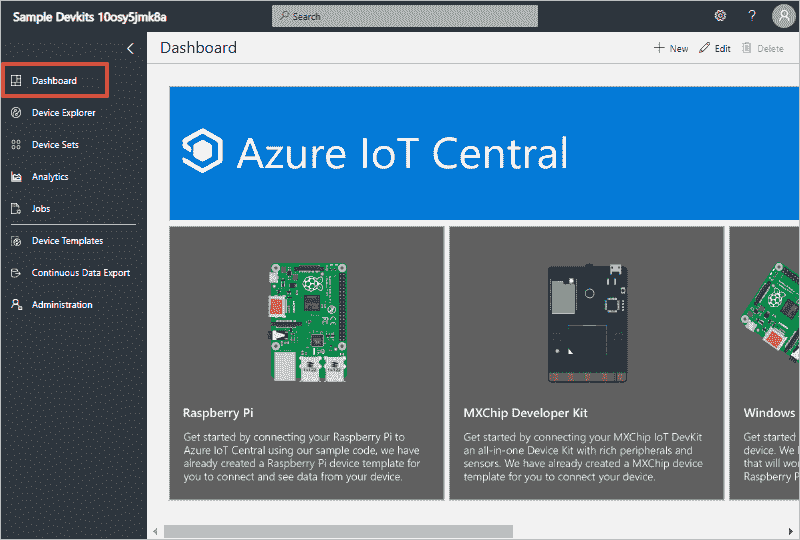 Sample Devkits 10osy5jmk8a
Search
?
Dashboard
New
Edit
Delete
Dashboard
Device Explorer
Device Sets
Analytics
Jobs
Device Templates
Continuous Data Export
Administration
Azure IoT Central
Raspberry Pi
Get started by connecting your Raspberry Pi to
Azure IoT Central using our sample code, we have
already created a Raspberry Pi device template for
you to connect and see data from your device.
MXChip Developer Kit
Get started by connecting your MXChip IoT DevKit
an all-in-one Device Kit with rich peripherals and
sensors. We have already created a MXChip device
template for you to connect your device.
Windows
Get started
device. We
that will wor
Raspberry P